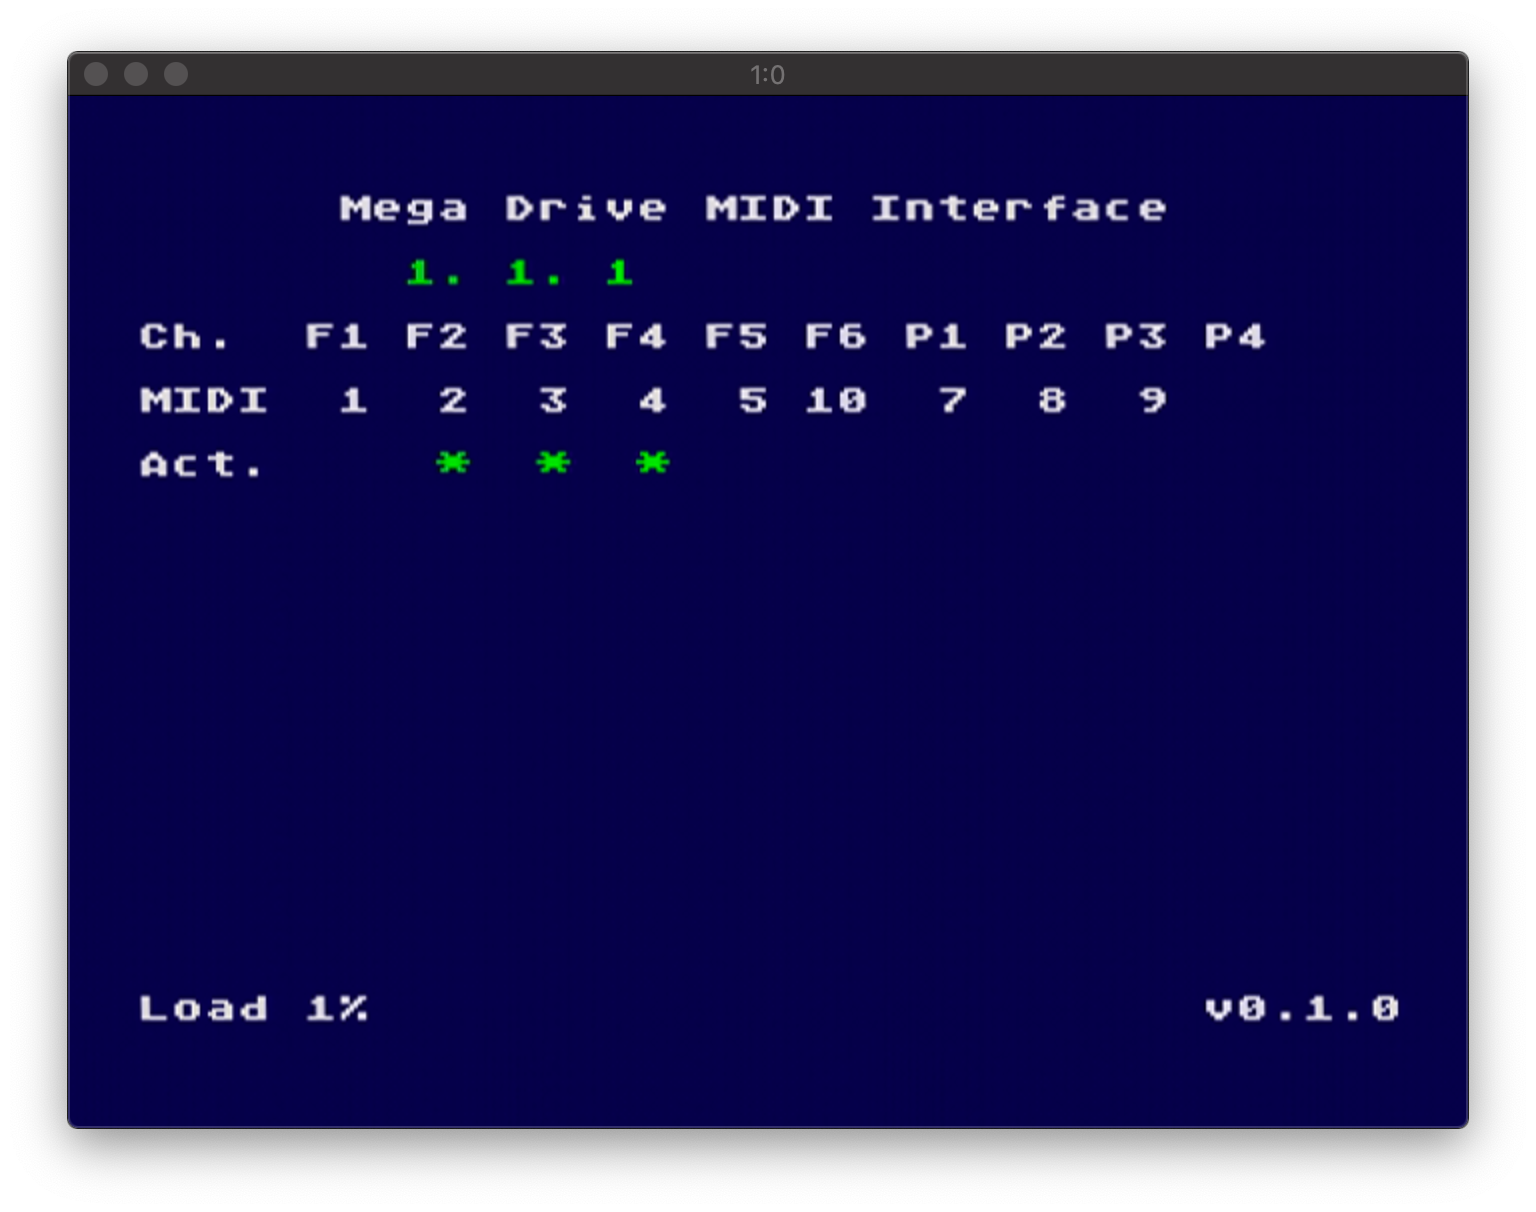 1:0
Mega Drive MIDI Interface
1. 1. 1
Ch. F1 F2 F3 F4 F5 F6 P1 P2 P3 P4
MIDI 1 2 3 4 5 10 7 8 9
Act. * * *
Load 1% v0.1.0